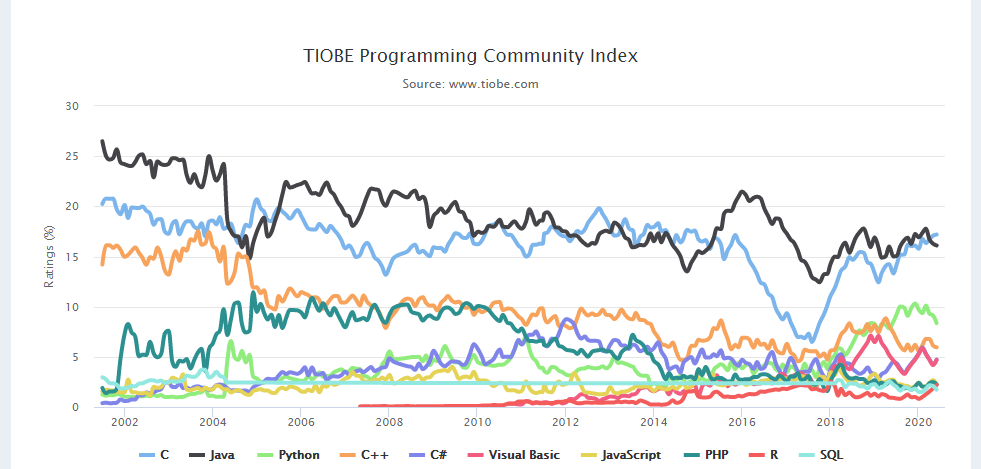 TIOBE Programming Community Index
Source: www.tiobe.com
Ratings (%)
30
25
20
15
10
5
0
2002 2004 2006 2008 2010 2012 2014 2016 2018 2020
C Java Python C++ C# Visual Basic JavaScript PHP R SQL